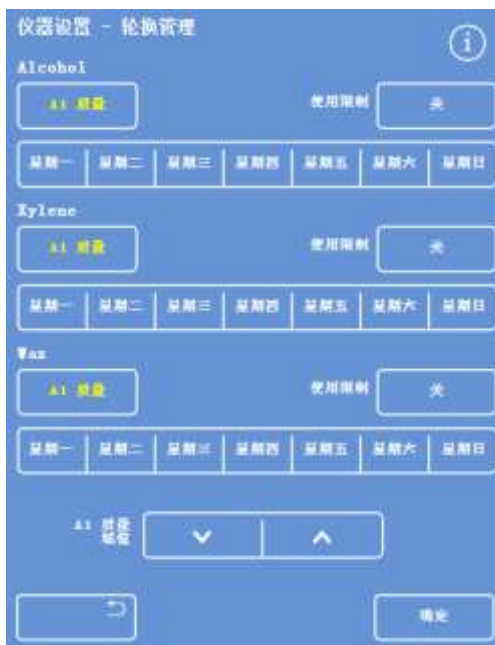 仪器设置 - 轮换管理
Alcohol
A1 质量 使用限制 关
星期一 星期二 星期三 星期四 星期五 星期六 星期日
Xylene
A1 质量 使用限制 关
星期一 星期二 星期三 星期四 星期五 星期六 星期日
Wax
A1 质量 使用限制 关
星期一 星期二 星期三 星期四 星期五 星期六 星期日
A1 质量
确定